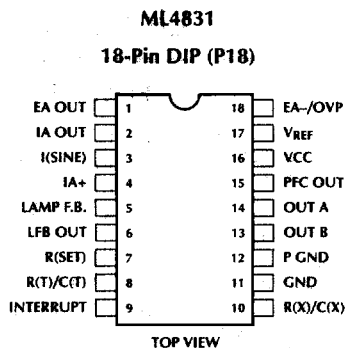 ML4831
18-Pin DIP (P18)
EA OUT 1 18 EA–/OVP
IA OUT 2 17 VREF
I(SINE) 3 16 VCC
IA+ 4 15 PFC OUT
LAMP F.B. 5 14 OUT A
LFB OUT 6 13 OUT B
R(SET) 7 12 P GND
R(T)/C(T) 8 11 GND
INTERRUPT 9 10 R(X)/C(X)
TOP VIEW